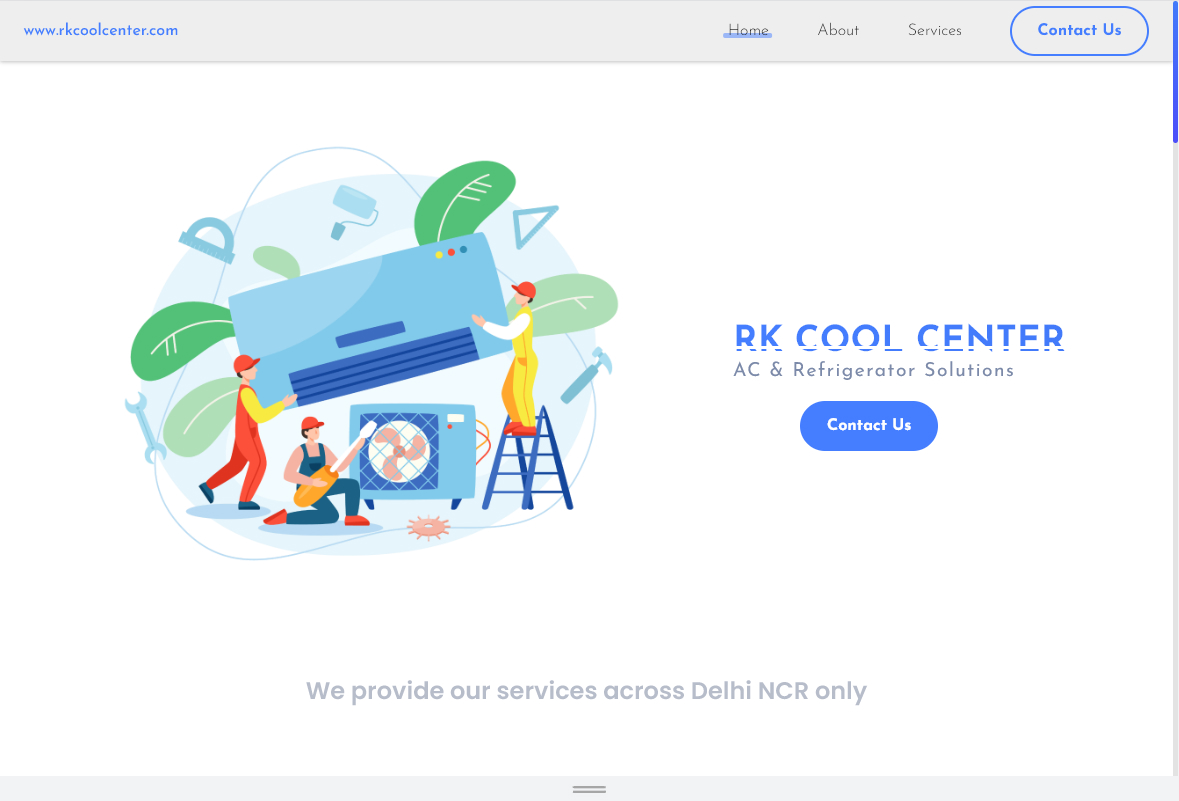 www.rkcoolcenter.com
Home
About
Services
Contact Us
RK COOL CENTER
AC & Refrigerator Solutions
Contact Us
We provide our services across Delhi NCR only